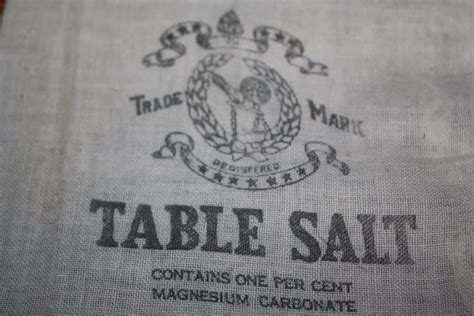 TRADE MARK
REGISTERED
TABLE SALT
CONTAINS ONE PER CENT
MAGNESIUM CARBONATE